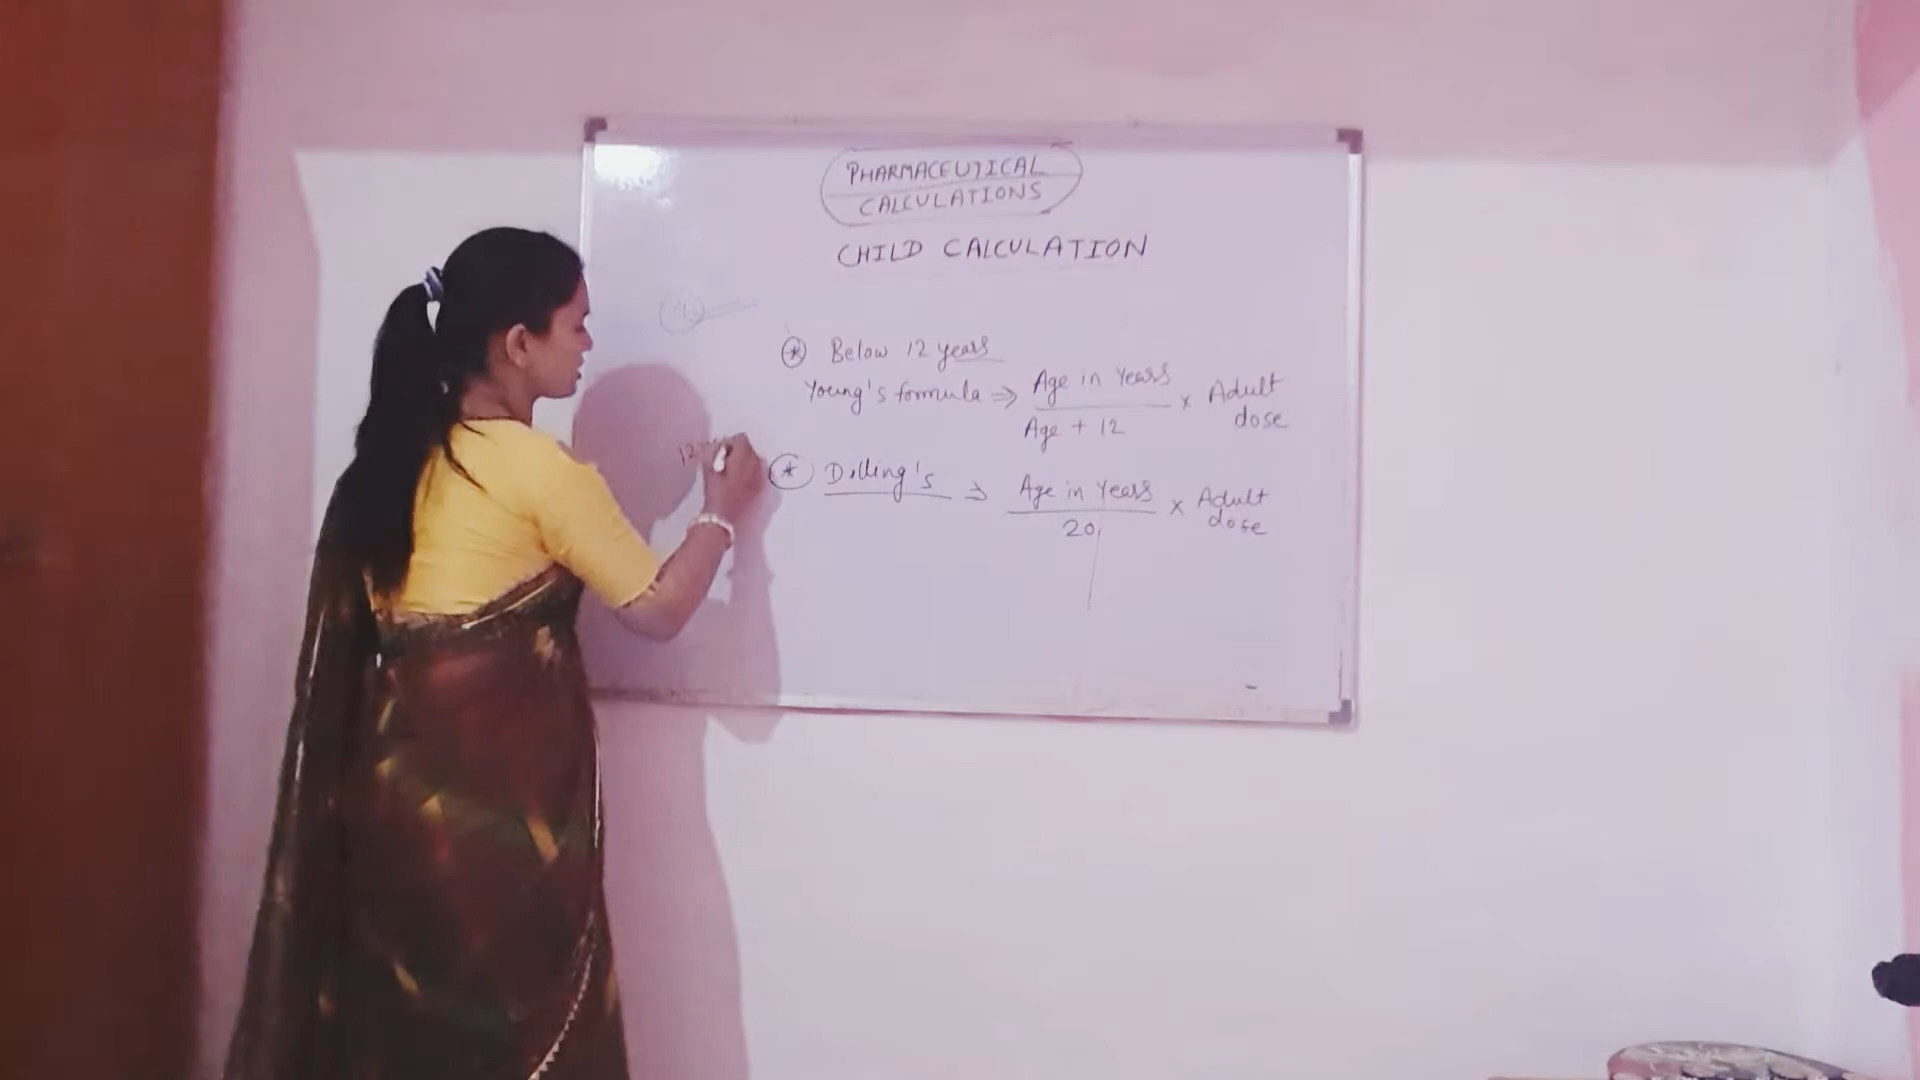 PHARMACEUTICAL
CALCULATIONS
CHILD CALCULATION
* Below 12 years
Young's formula ⇒ Age in Years
Age + 12
× Adult
dose
12
* Dilling's ⇒ Age in Years
20
× Adult
dose